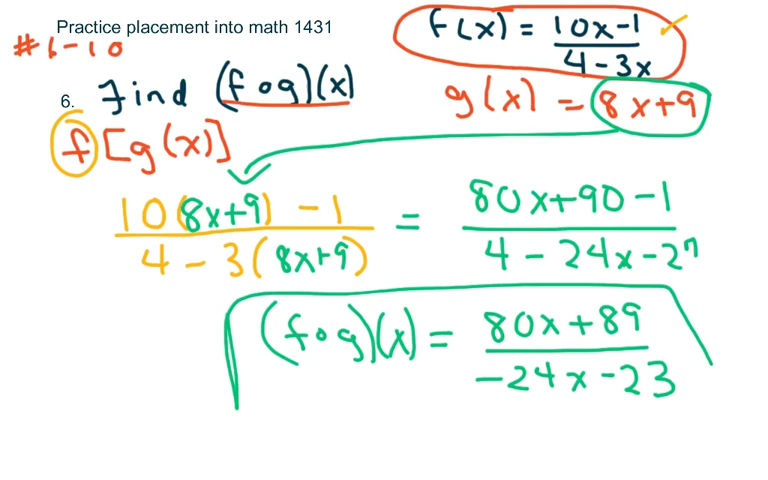 Practice placement into math 1431
#6-10
f(x) = 10x-1 / 4-3x
6. Find (f∘g)(x)
g(x) = 8x+9
f[g(x)]
10(8x+9) -1 / 4 - 3(8x+9) = 80x+90-1 / 4-24x-27
(f∘g)(x) = 80x+89 / -24x-23